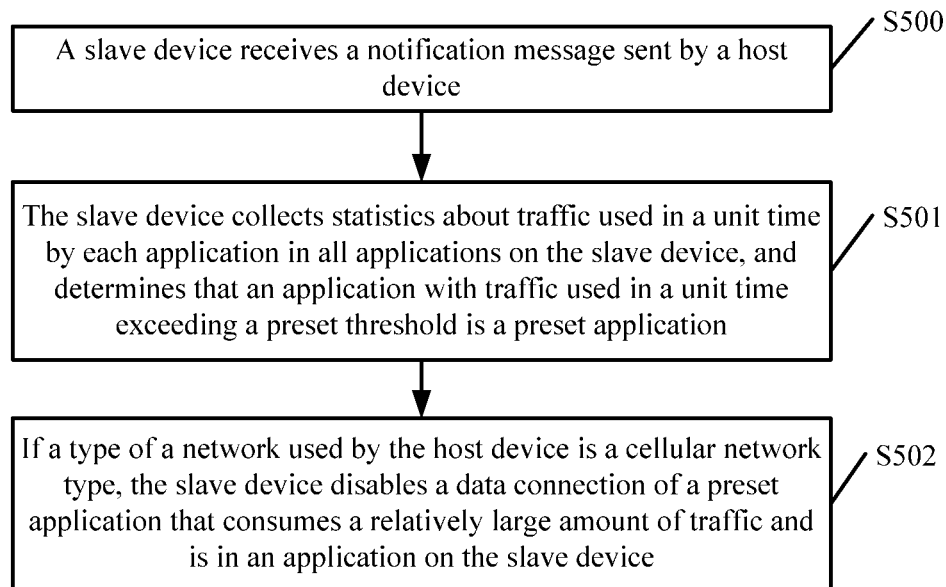 A slave device receives a notification message sent by a host
device
S500
The slave device collects statistics about traffic used in a unit time
by each application in all applications on the slave device, and
determines that an application with traffic used in a unit time
exceeding a preset threshold is a preset application
S501
If a type of a network used by the host device is a cellular network
type, the slave device disables a data connection of a preset
application that consumes a relatively large amount of traffic and
is in an application on the slave device
S502